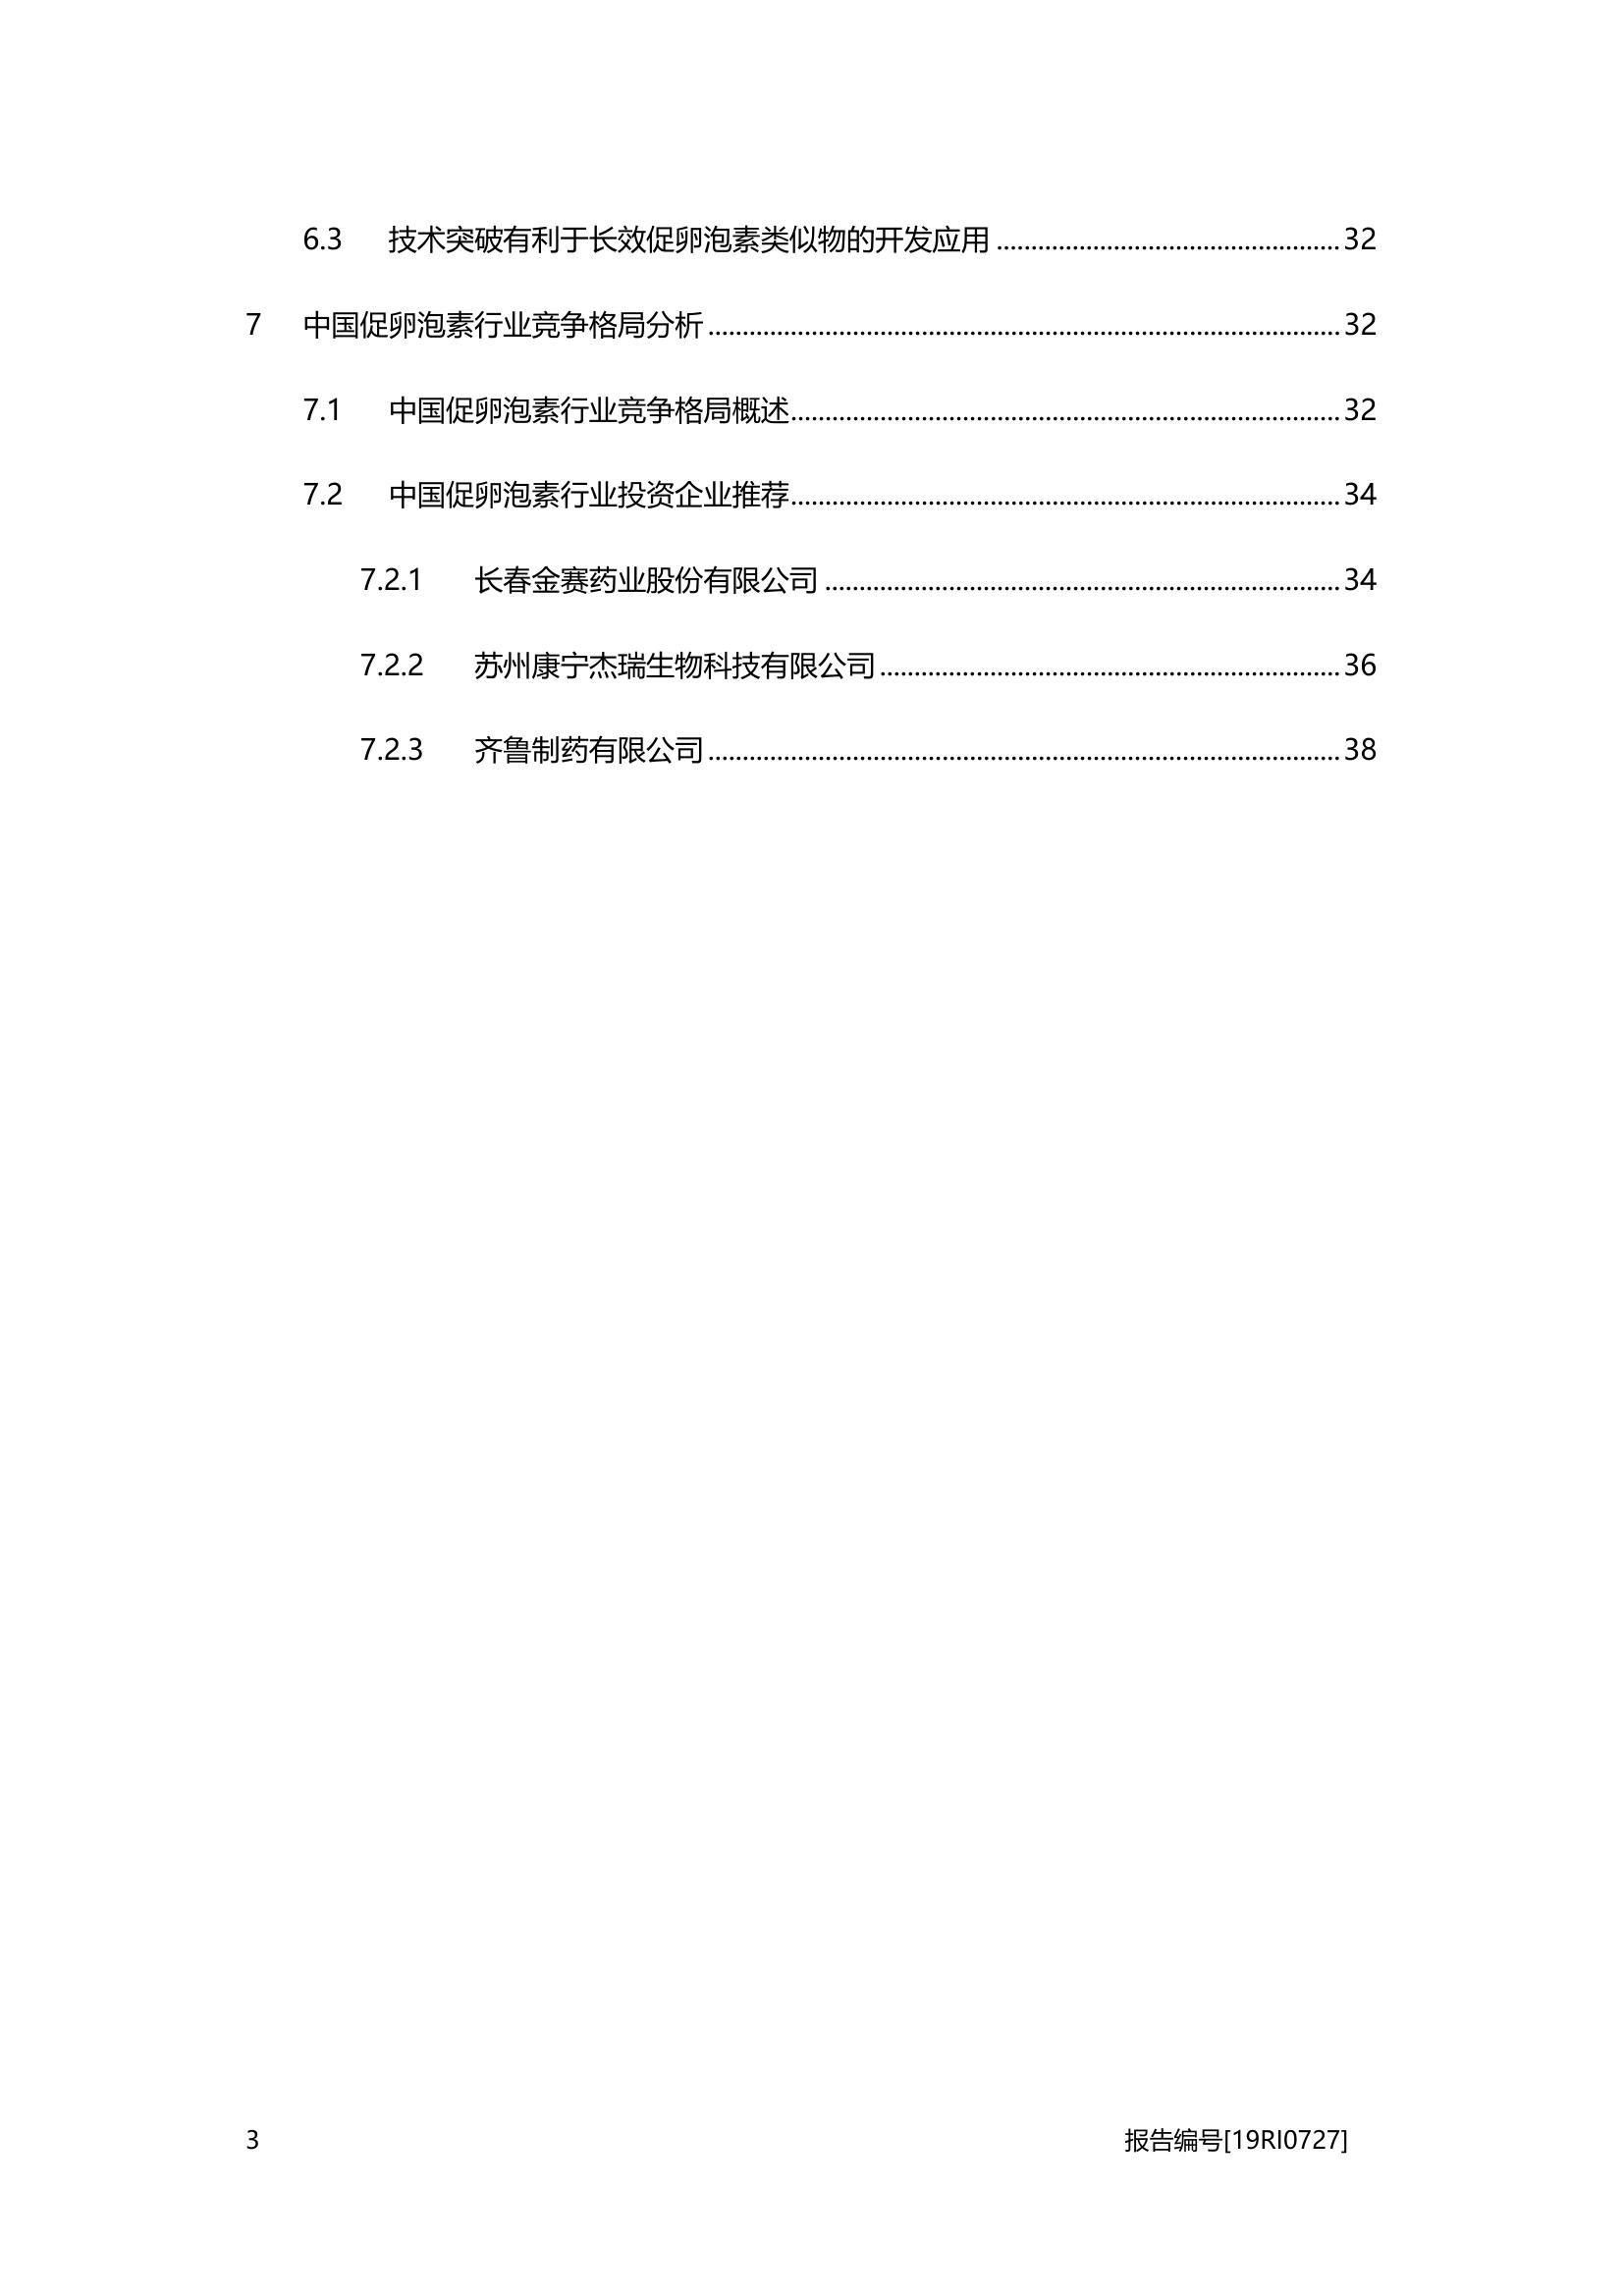 6.3 技术突破有利于长效促卵泡素类似物的开发应用 ................................................ 32
7 中国促卵泡素行业竞争格局分析 ................................................ 32
7.1 中国促卵泡素行业竞争格局概述 ................................................ 32
7.2 中国促卵泡素行业投资企业推荐 ................................................ 34
7.2.1 长春金赛药业股份有限公司 ................................................ 34
7.2.2 苏州康宁杰瑞生物科技有限公司 ................................................ 36
7.2.3 齐鲁制药有限公司 ................................................ 38
3 报告编号[19RI0727]